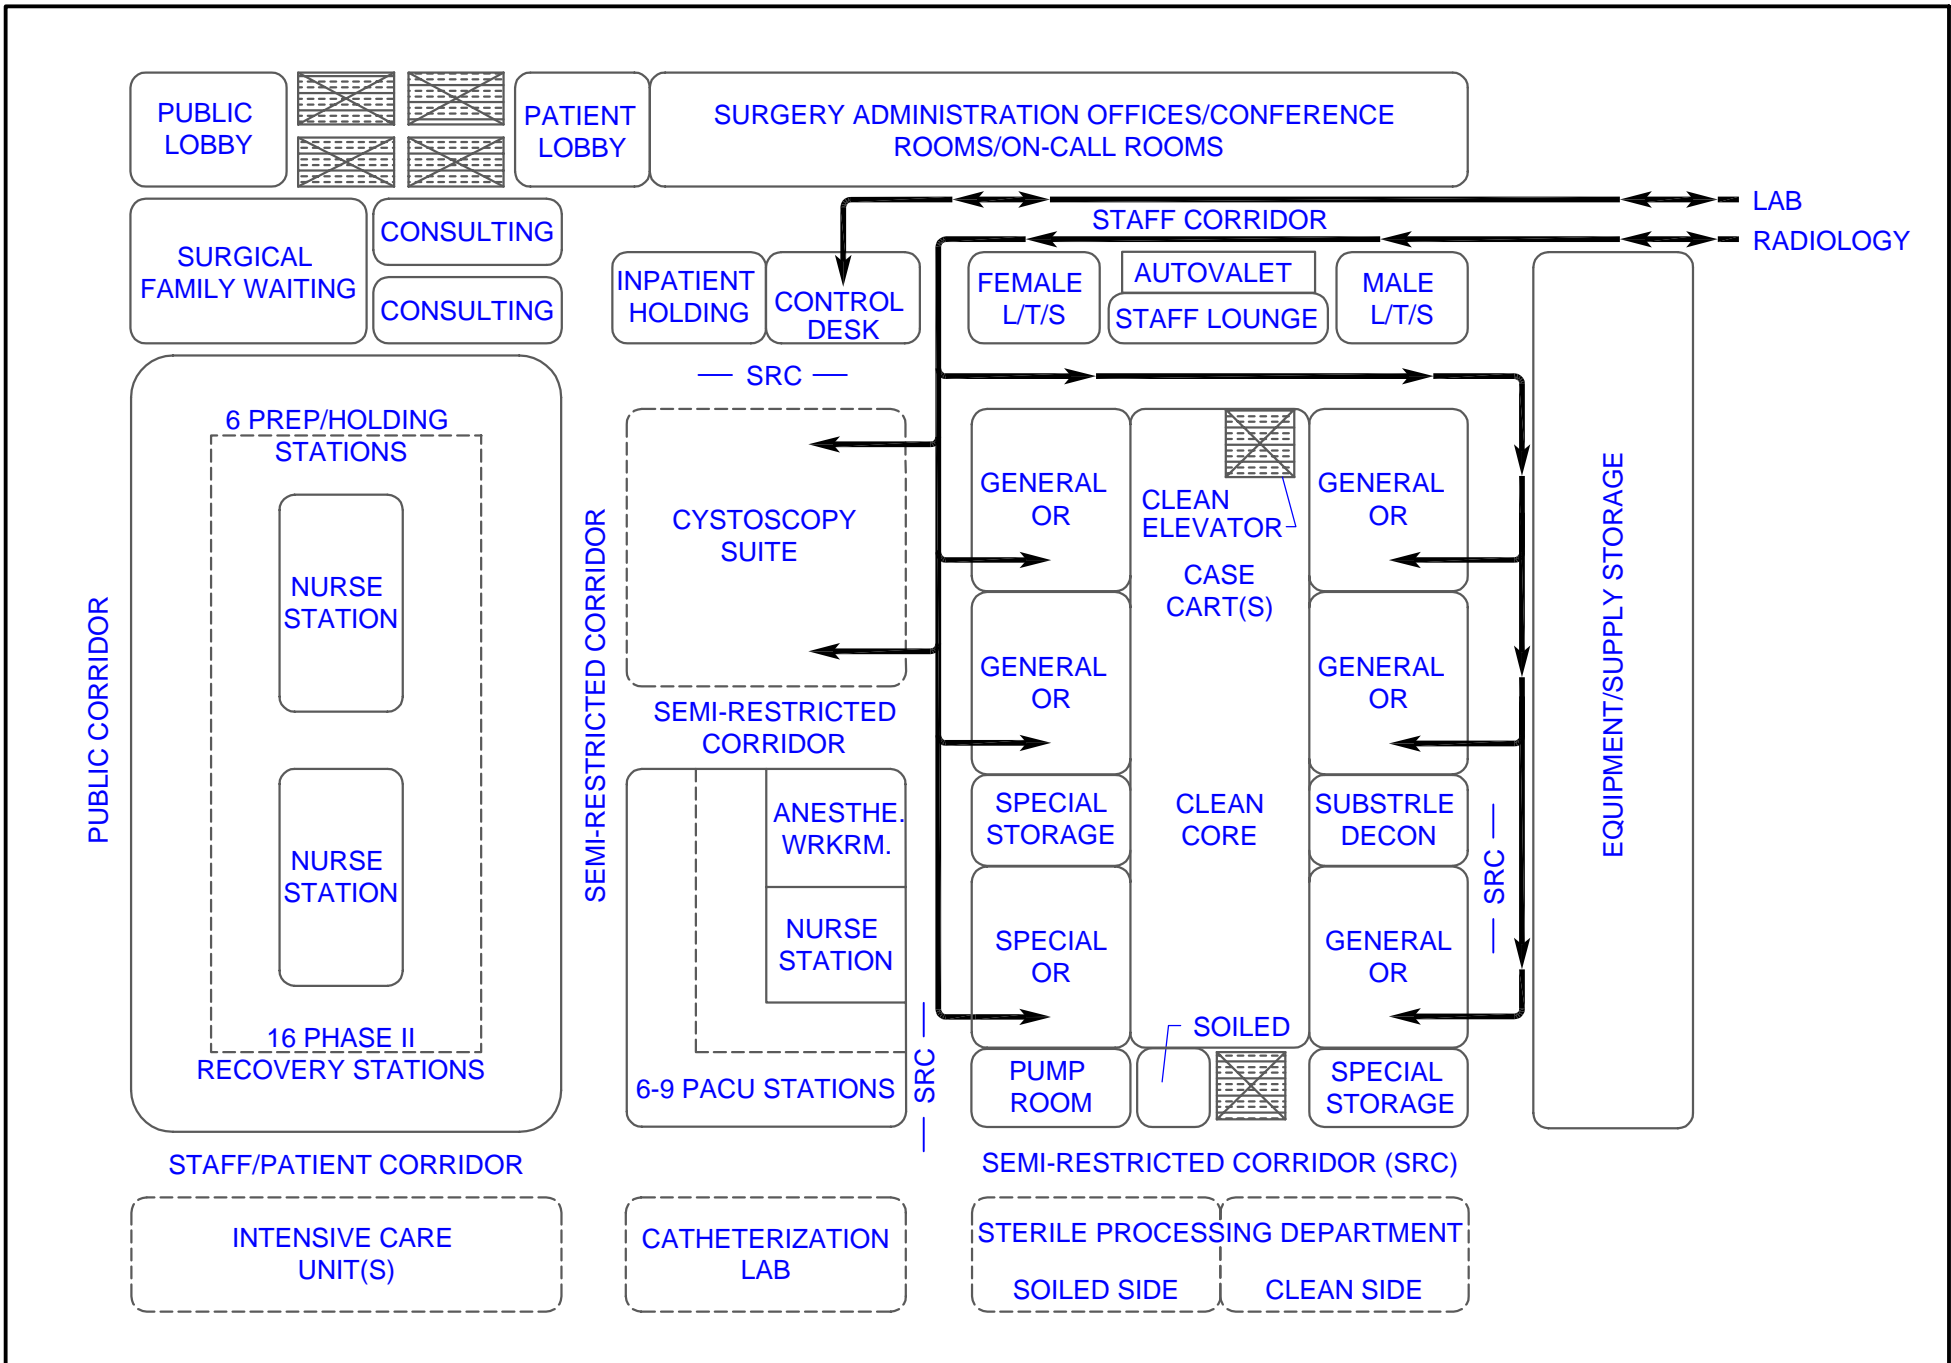 PUBLIC
LOBBY
PATIENT
LOBBY
SURGERY ADMINISTRATION OFFICES/CONFERENCE
ROOMS/ON-CALL ROOMS
LAB
STAFF CORRIDOR
RADIOLOGY
SURGICAL
FAMILY WAITING
CONSULTING
CONSULTING
INPATIENT
HOLDING
CONTROL
DESK
FEMALE
L/T/S
AUTOVALET
STAFF LOUNGE
MALE
L/T/S
SRC
6 PREP/HOLDING
STATIONS
NURSE
STATION
NURSE
STATION
16 PHASE II
RECOVERY STATIONS
PUBLIC CORRIDOR
SEMI-RESTRICTED CORRIDOR
CYSTOSCOPY
SUITE
SEMI-RESTRICTED
CORRIDOR
ANESTHE.
WRKRM.
NURSE
STATION
6-9 PACU STATIONS
SRC
GENERAL
OR
GENERAL
OR
SPECIAL
STORAGE
SPECIAL
OR
PUMP
ROOM
CLEAN
ELEVATOR
CASE
CART(S)
CLEAN
CORE
SOILED
GENERAL
OR
GENERAL
OR
SUBSTRLE
DECON
GENERAL
OR
SPECIAL
STORAGE
SRC
EQUIPMENT/SUPPLY STORAGE
STAFF/PATIENT CORRIDOR
SEMI-RESTRICTED CORRIDOR (SRC)
INTENSIVE CARE
UNIT(S)
CATHETERIZATION
LAB
STERILE PROCESSING DEPARTMENT
SOILED SIDE
CLEAN SIDE